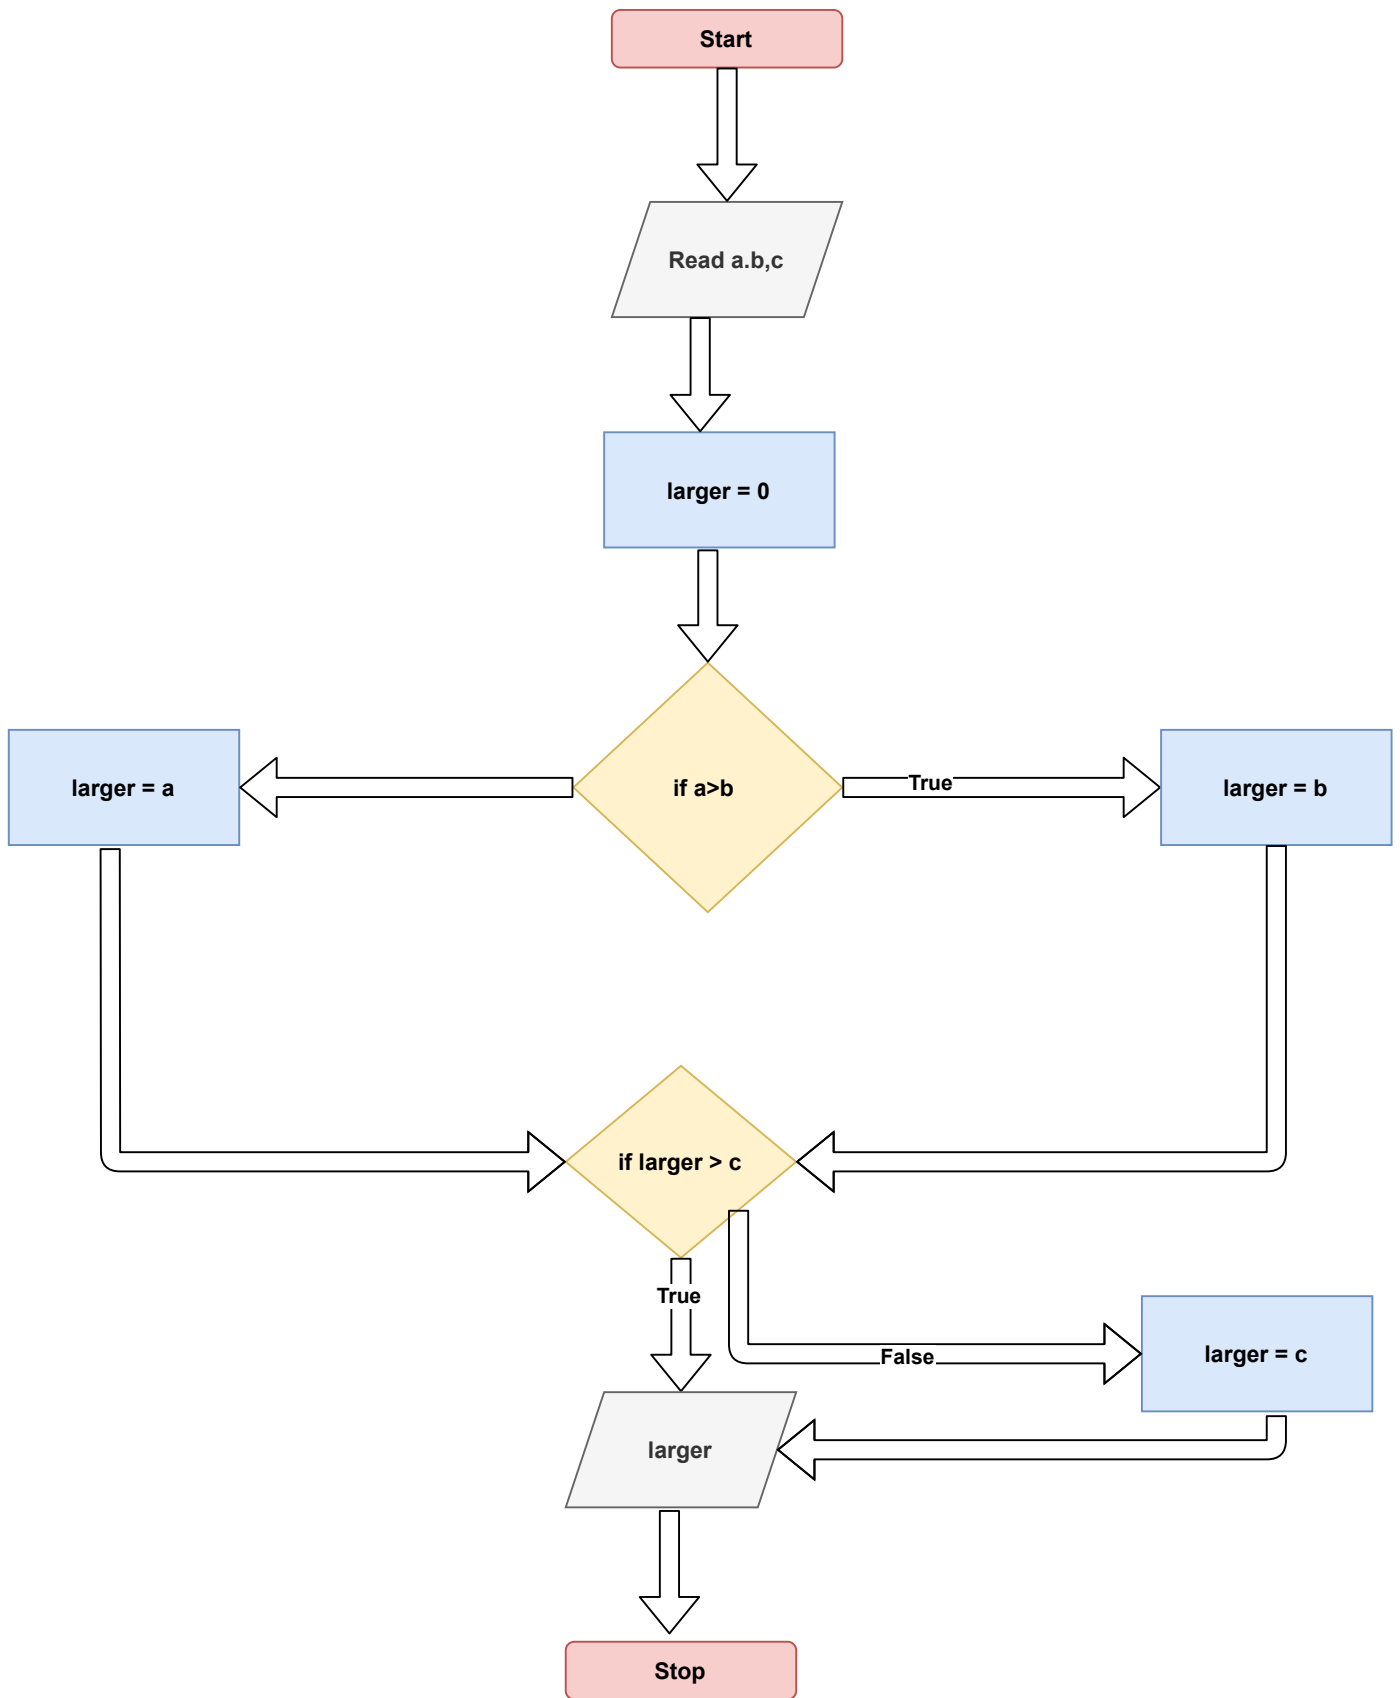 Start
Read a.b,c
larger = 0
larger = a
if a>b
True
larger = b
if larger > c
True
False
larger = c
larger
Stop